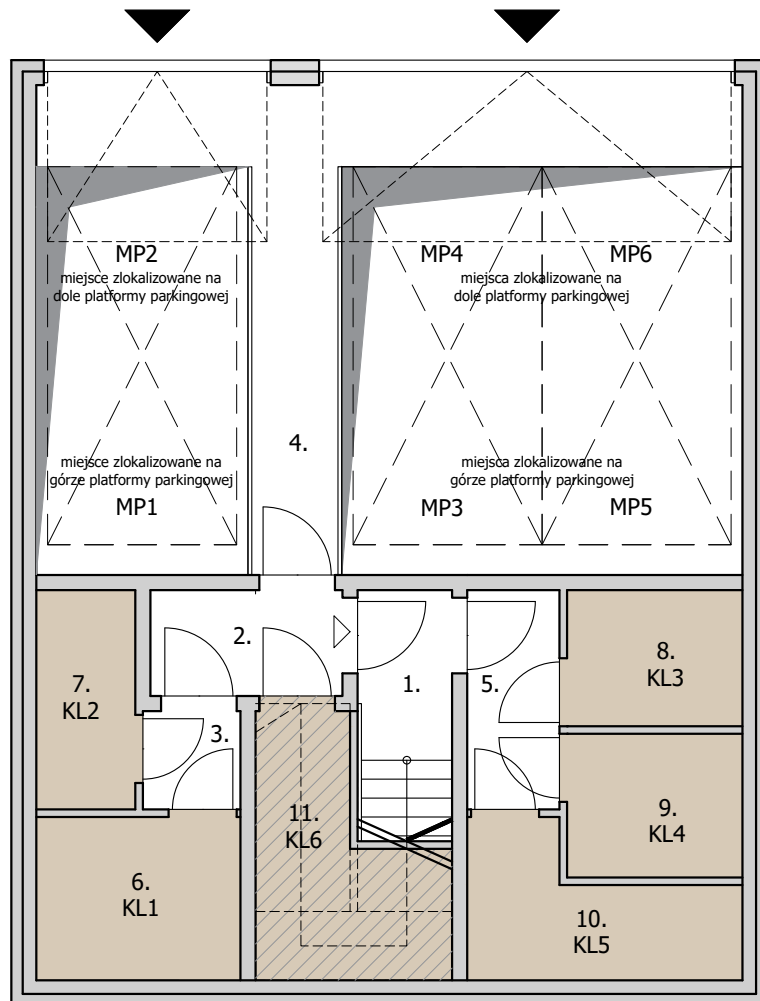 MP2
miejsce zlokalizowane na
dole platformy parkingowej
MP4
MP6
miejsca zlokalizowane na
dole platformy parkingowej
4.
miejsce zlokalizowane na
górze platformy parkingowej
MP1
miejsca zlokalizowane na
górze platformy parkingowej
MP3
MP5
2.
1.
5.
7.
KL2
8.
KL3
3.
11.
KL6
9.
KL4
6.
KL1
10.
KL5